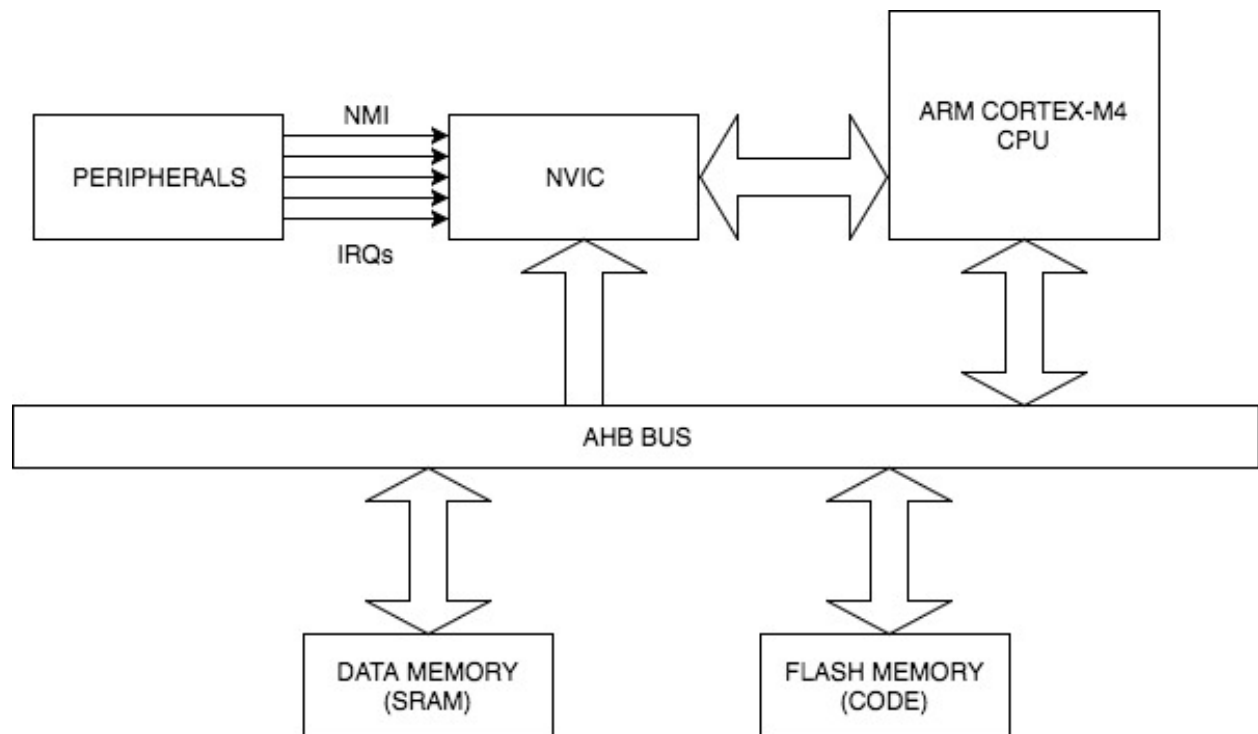 NMI
PERIPHERALS
IRQs
NVIC
ARM CORTEX-M4
CPU
AHB BUS
DATA MEMORY
(SRAM)
FLASH MEMORY
(CODE)